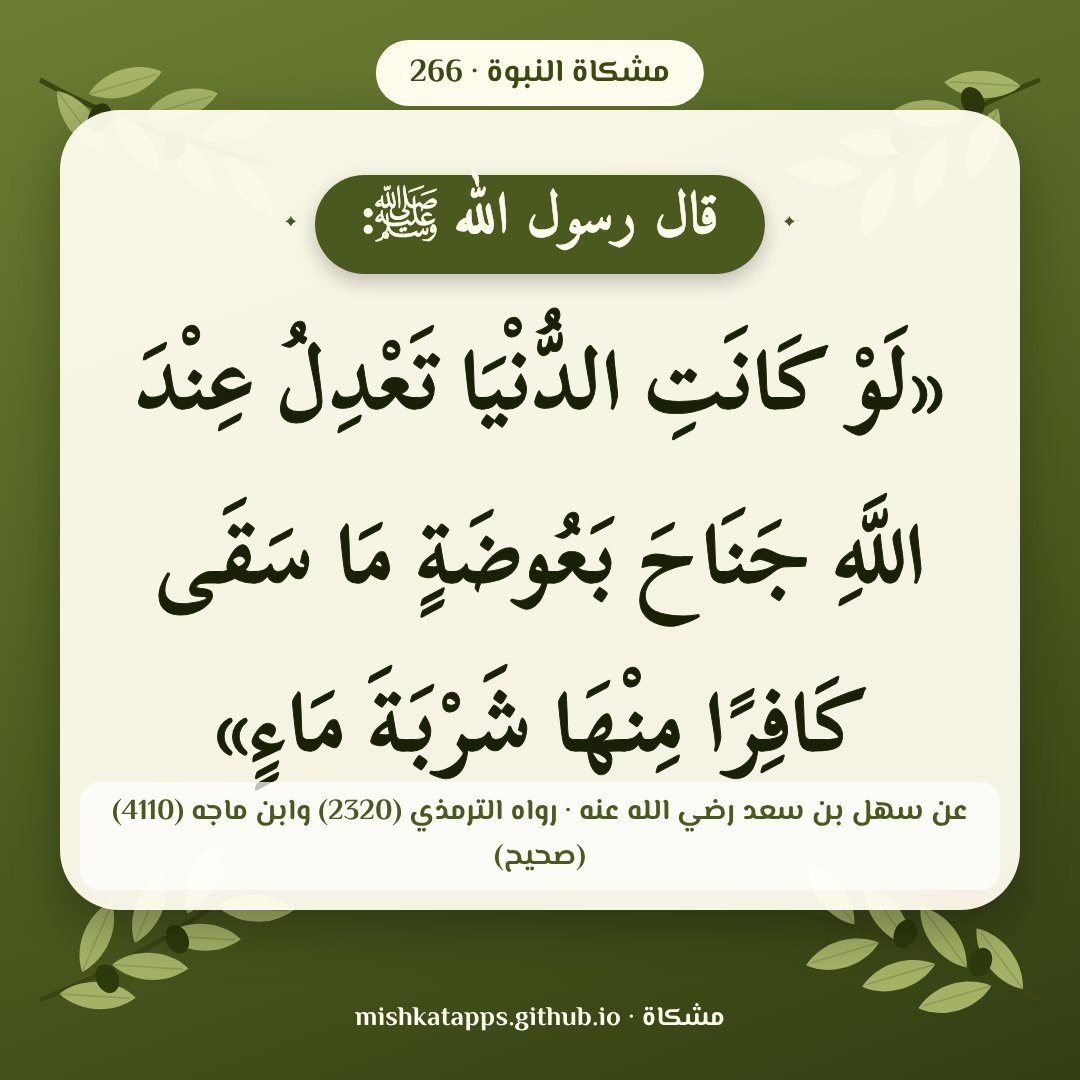 مشكاة النبوة · 266
قال رسول الله ﷺ:
«لَوْ كَانَتِ الدُّنْيَا تَعْدِلُ عِنْدَ
اللَّهِ جَنَاحَ بَعُوضَةٍ مَا سَقَى
كَافِرًا مِنْهَا شَرْبَةَ مَاءٍ»
عن سهل بن سعد رضي الله عنه · رواه الترمذي (2320) وابن ماجه (4110)
(صحيح)
مشكاة · mishkatapps.github.io